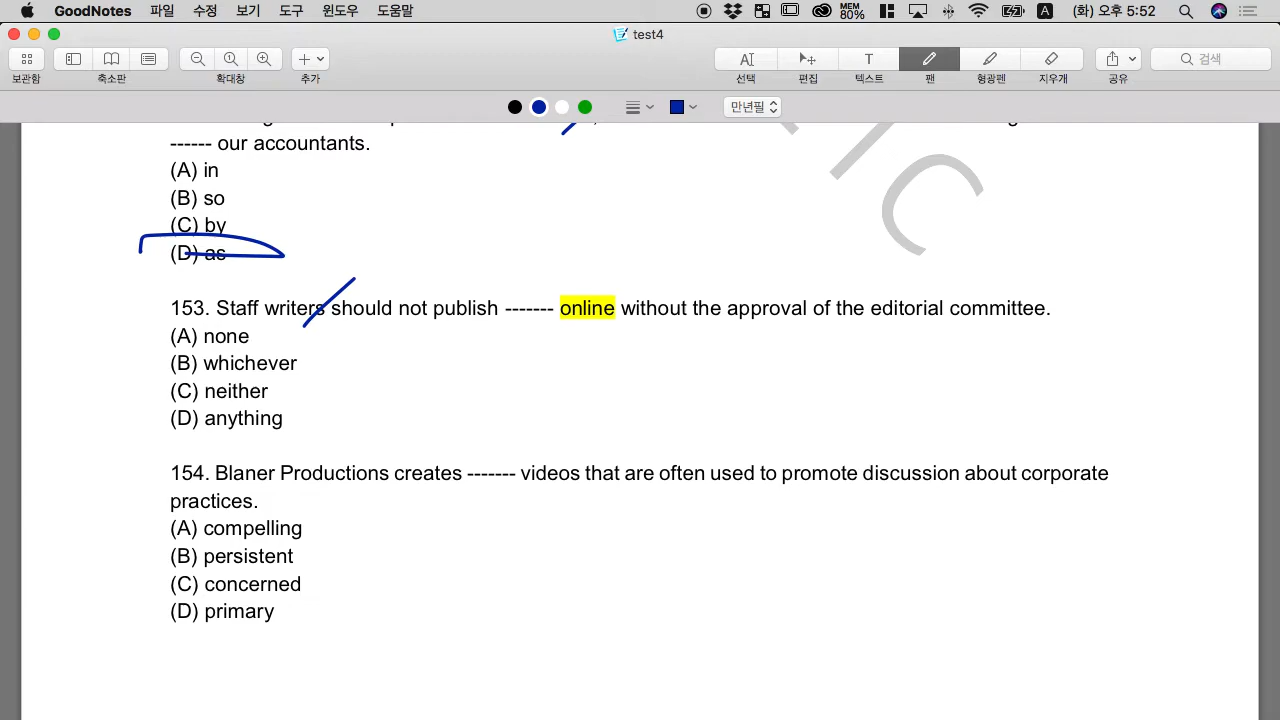 GoodNotes 파일 수정 보기 도구 윈도우 도움말 MEM 80% A (화) 오후 5:52
test4
보관함 축소판 확대창 추가 선택 편집 텍스트 펜 형광펜 지우개 공유 검색
만년필
------ our accountants.
(A) in
(B) so
(C) by
(D) as
153. Staff writers should not publish ------- online without the approval of the editorial committee.
(A) none
(B) whichever
(C) neither
(D) anything
154. Blaner Productions creates ------- videos that are often used to promote discussion about corporate
practices.
(A) compelling
(B) persistent
(C) concerned
(D) primary
IC